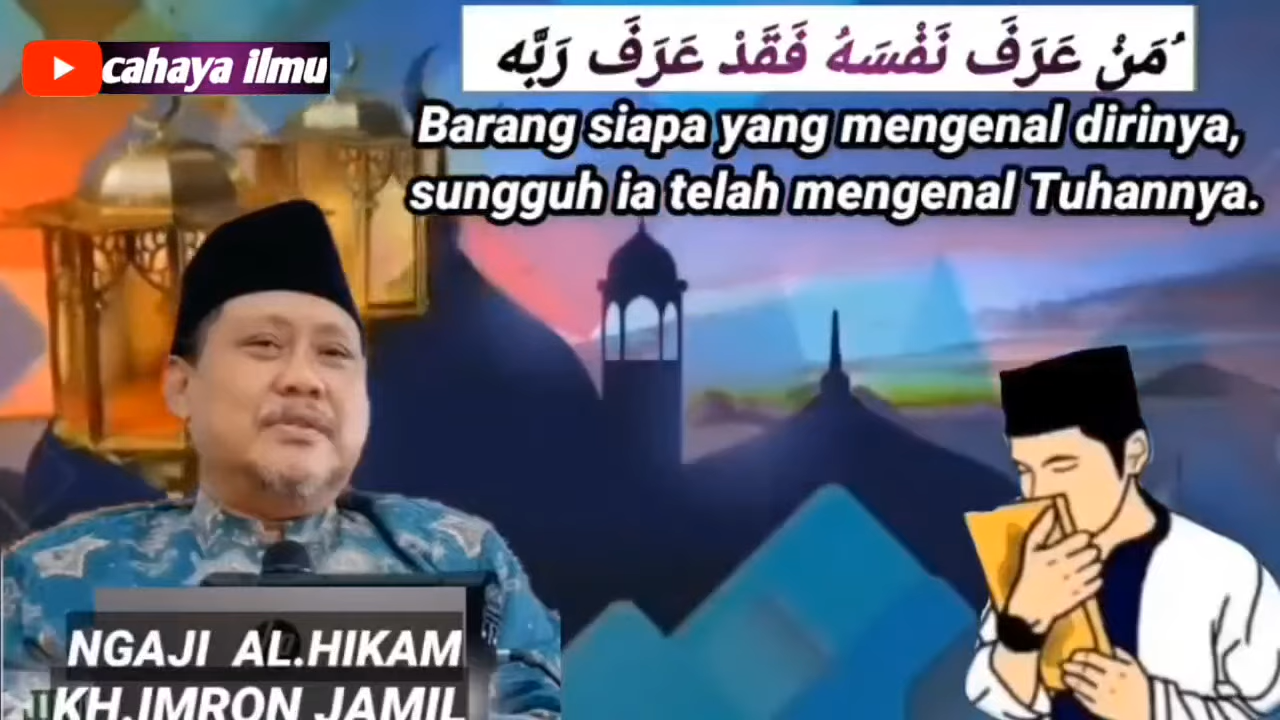 cahaya ilmu
مَنْ عَرَفَ نَفْسَهُ فَقَدْ عَرَفَ رَبَّه
Barang siapa yang mengenal dirinya,
sungguh ia telah mengenal Tuhannya.
NGAJI AL.HIKAM
KH.IMRON JAMIL